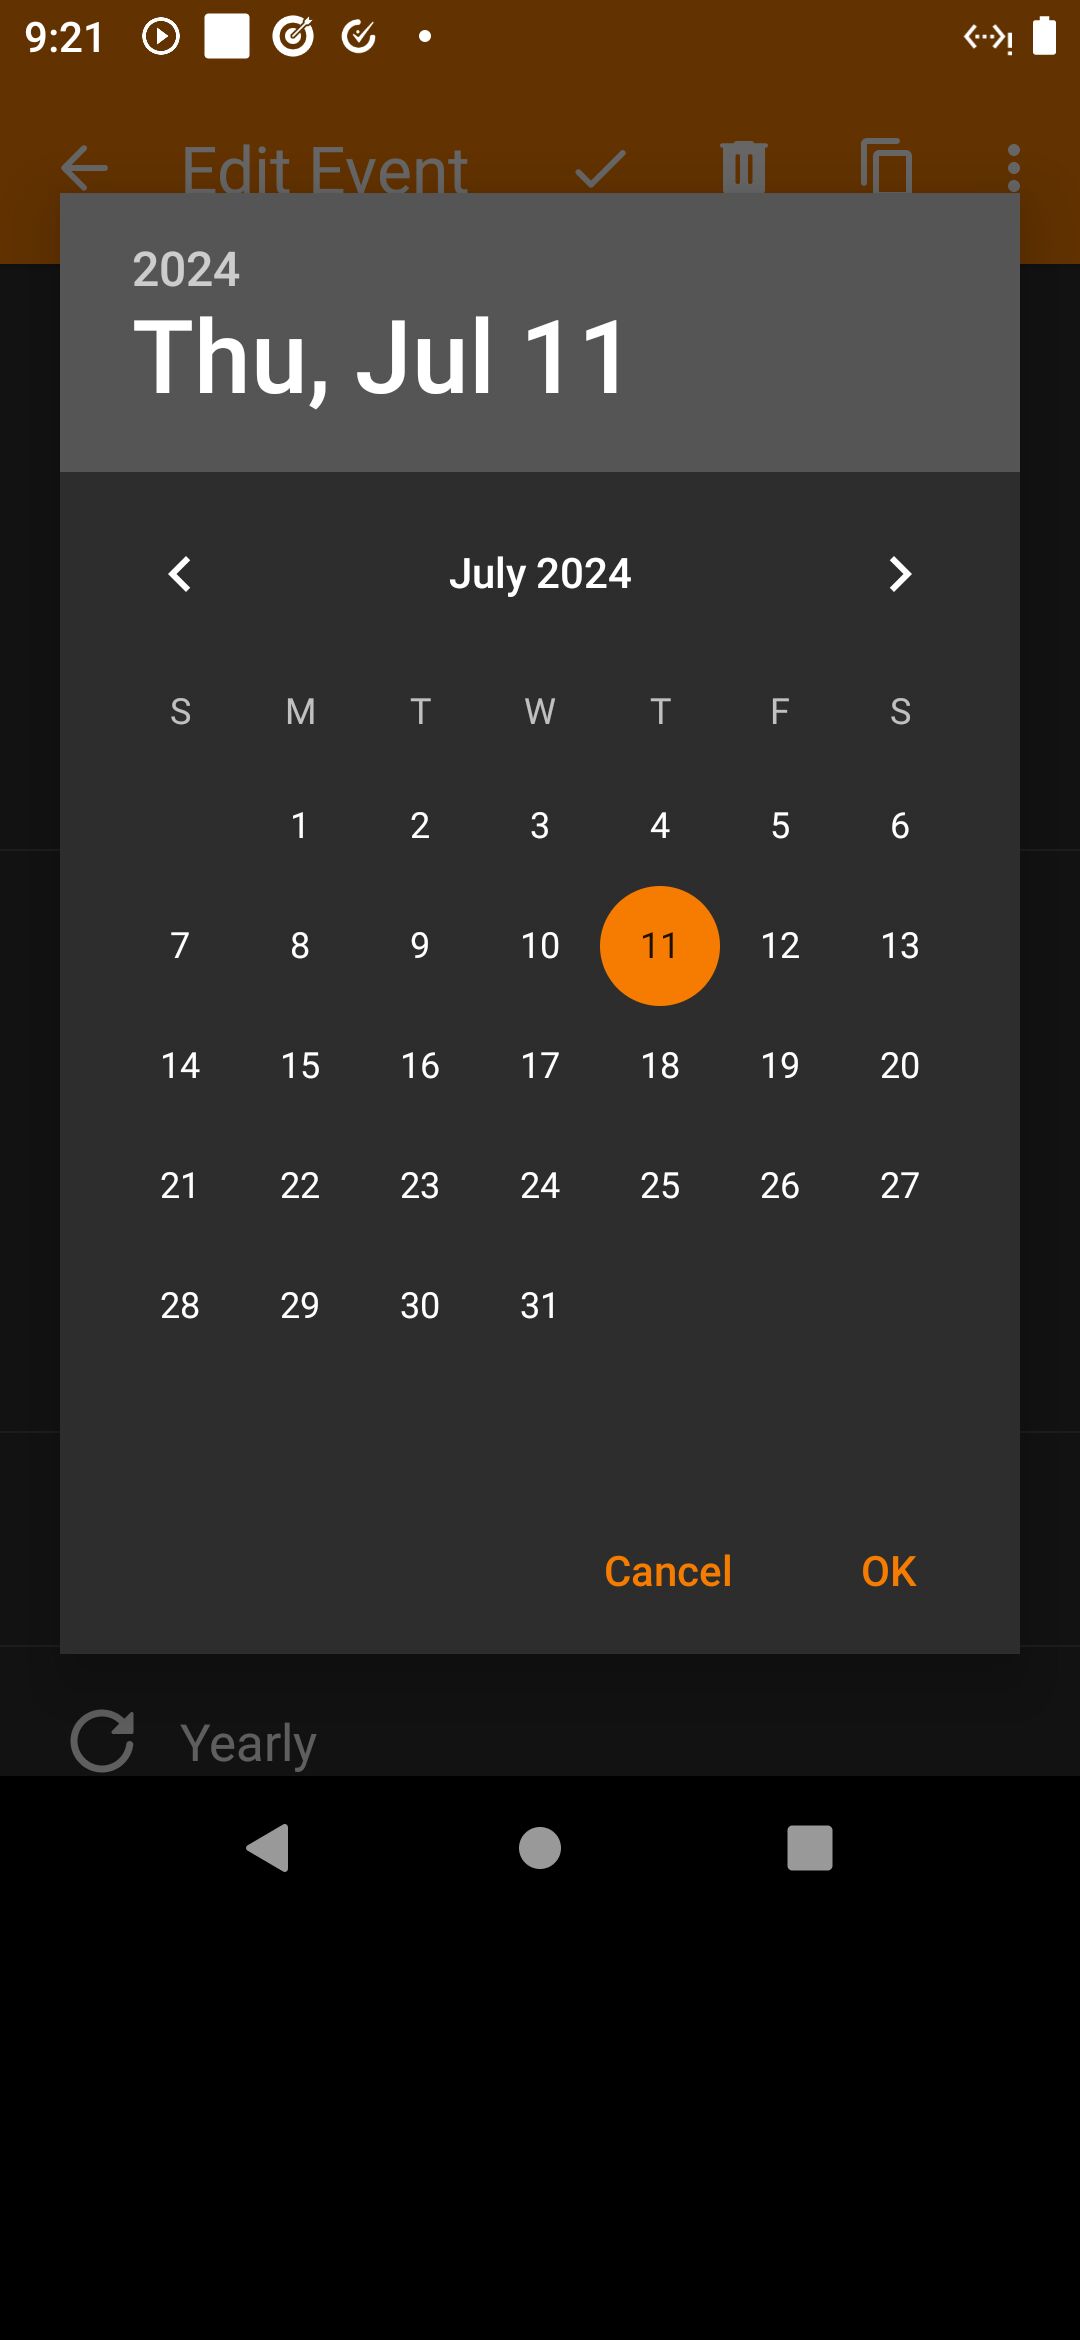 9:21
Edit Event
2024
Thu, Jul 11
July 2024
S M T W T F S
1 2 3 4 5 6
7 8 9 10 11 12 13
14 15 16 17 18 19 20
21 22 23 24 25 26 27
28 29 30 31
Cancel OK
Yearly